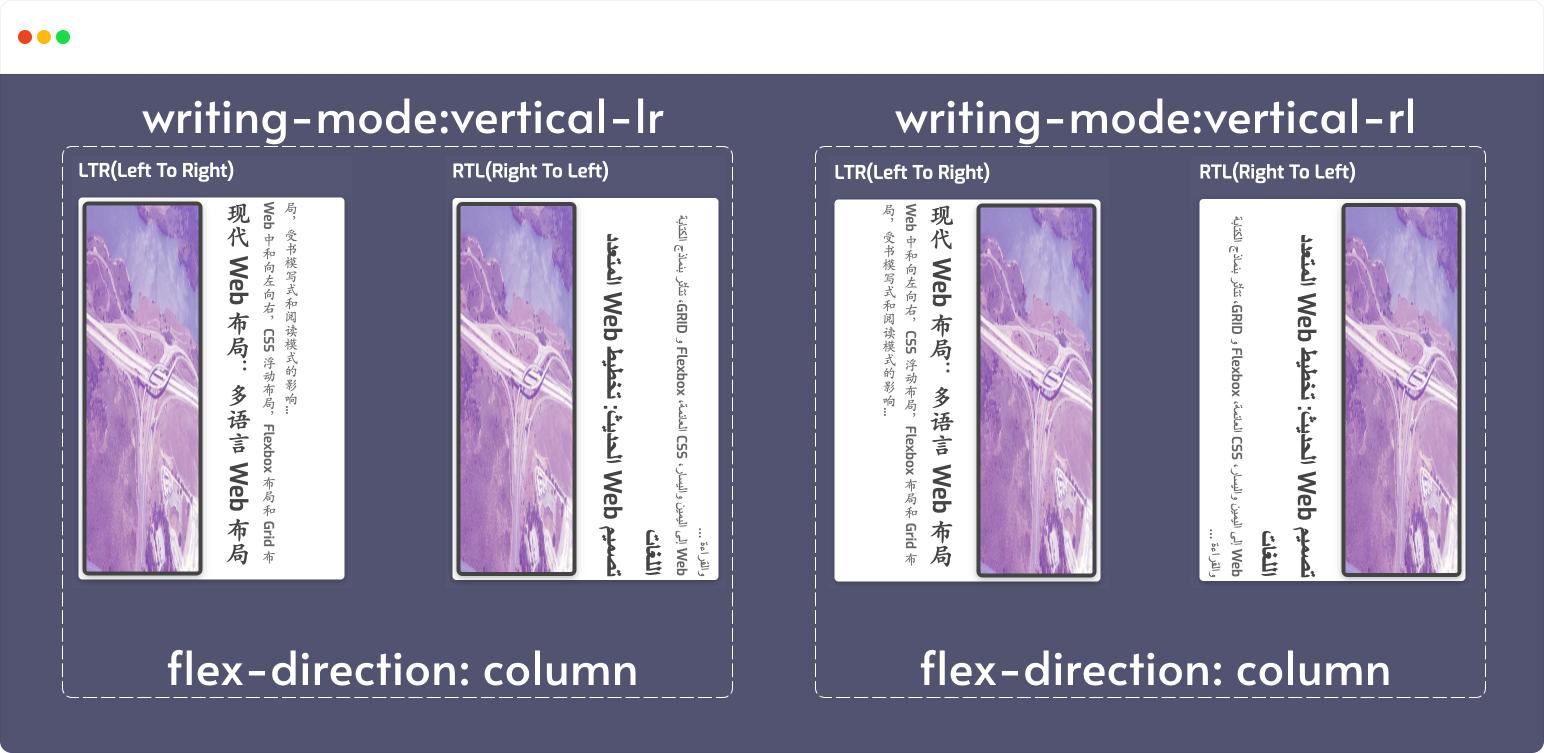 writing-mode:vertical-lr
LTR(Left To Right)
现代 Web 布局：多语言 Web 布局
Web 中和向左向右，CSS 浮动布局，Flexbox 布局和 Grid 布
局，受书模写式和阅读模式的影响...
RTL(Right To Left)
تصميم Web الحديث: تخطيط Web المتعدد
اللغات
Web إلى اليمين واليسار، CSS العائمة، Flexbox و GRID، تتأثر بنماذج الكتابة
والقراءة ...
flex-direction: column
writing-mode:vertical-rl
LTR(Left To Right)
现代 Web 布局：多语言 Web 布局
Web 中和向左向右，CSS 浮动布局，Flexbox 布局和 Grid 布
局，受书模写式和阅读模式的影响...
RTL(Right To Left)
تصميم Web الحديث: تخطيط Web المتعدد
اللغات
Web إلى اليمين واليسار، CSS العائمة، Flexbox و GRID، تتأثر بنماذج الكتابة
والقراءة ...
flex-direction: column